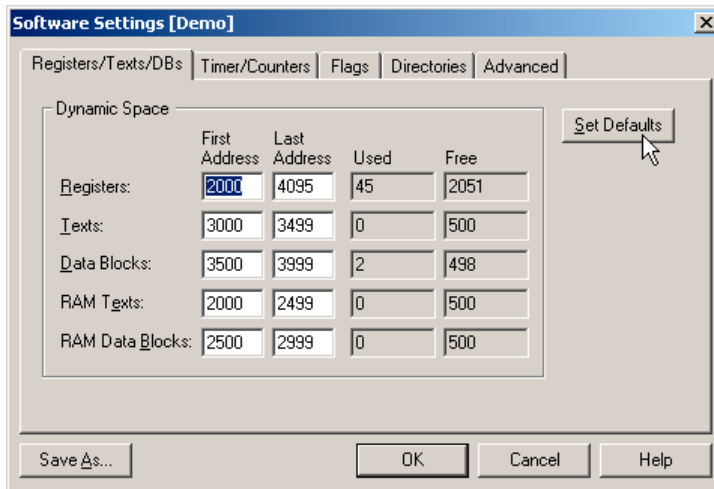 Software Settings [Demo]
Registers/Texts/DBs Timer/Counters Flags Directories Advanced
Dynamic Space
Set Defaults
First Address Last Address Used Free
Registers: 2000 4095 45 2051
Texts: 3000 3499 0 500
Data Blocks: 3500 3999 2 498
RAM Texts: 2000 2499 0 500
RAM Data Blocks: 2500 2999 0 500
Save As... OK Cancel Help